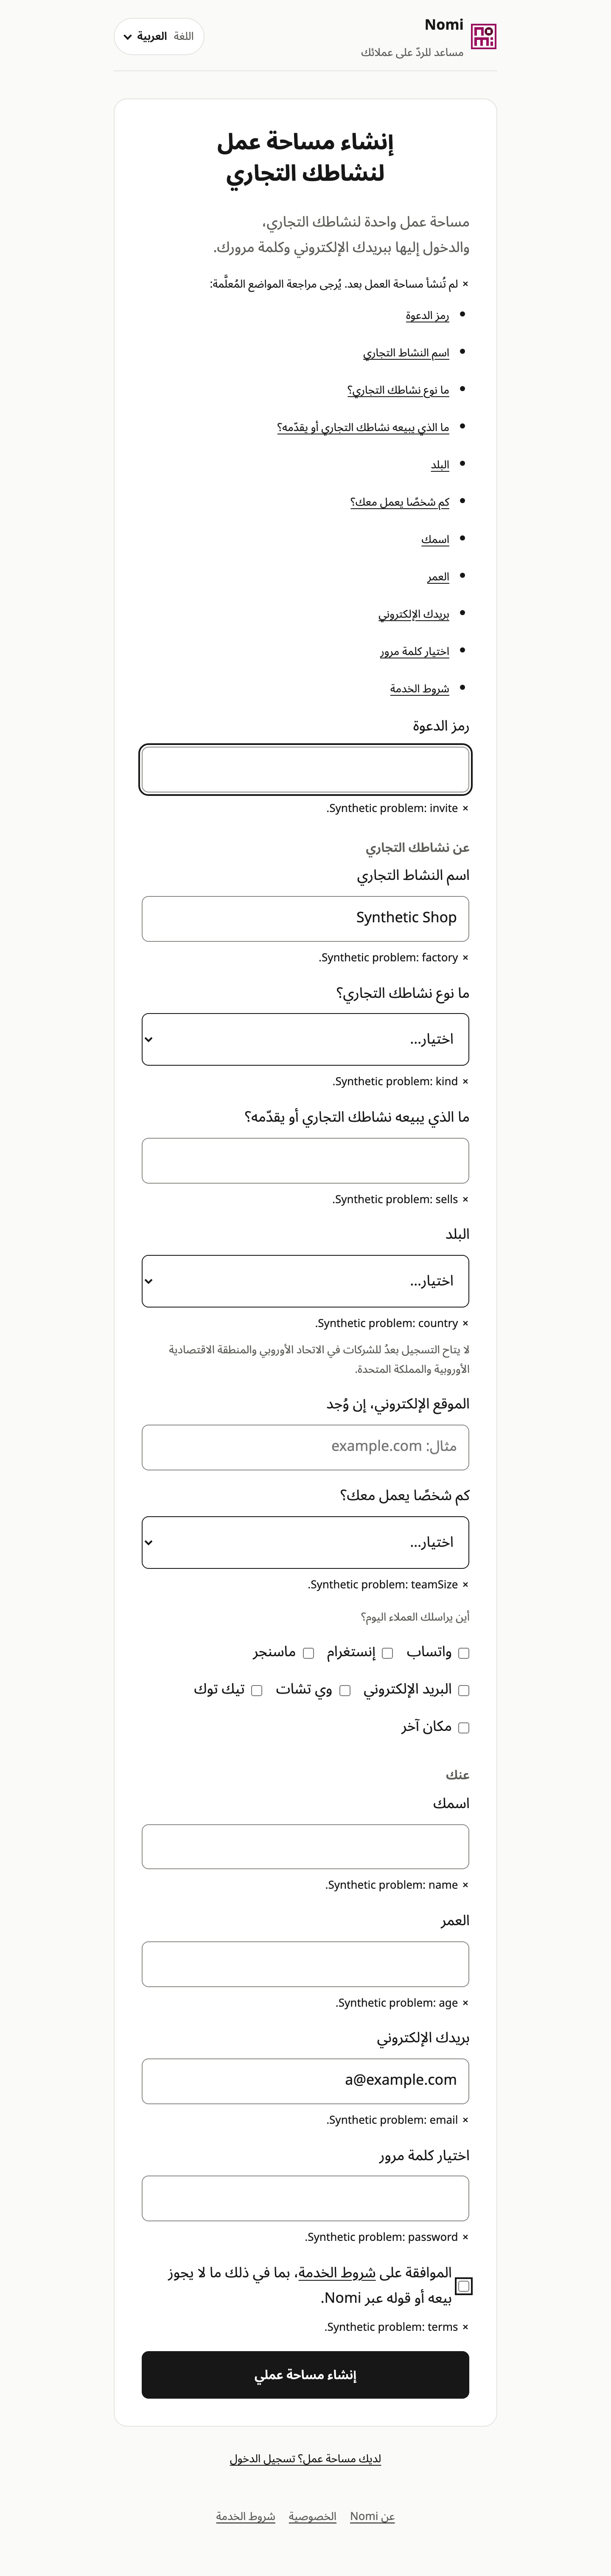 Nomi
مساعد للردّ على عملائك
اللغة العربية
إنشاء مساحة عمل
لنشاطك التجاري
مساحة عمل واحدة لنشاطك التجاري،
والدخول إليها ببريدك الإلكتروني وكلمة مرورك.
× لم تُنشأ مساحة العمل بعد. يُرجى مراجعة المواضع المُعلَّمة:
• رمز الدعوة
• اسم النشاط التجاري
• ما نوع نشاطك التجاري؟
• ما الذي يبيعه نشاطك التجاري أو يقدّمه؟
• البلد
• كم شخصًا يعمل معك؟
• اسمك
• العمر
• بريدك الإلكتروني
• اختيار كلمة مرور
• شروط الخدمة
رمز الدعوة
× Synthetic problem: invite.
عن نشاطك التجاري
اسم النشاط التجاري
Synthetic Shop
× Synthetic problem: factory.
ما نوع نشاطك التجاري؟
اختيار...
× Synthetic problem: kind.
ما الذي يبيعه نشاطك التجاري أو يقدّمه؟
× Synthetic problem: sells.
البلد
اختيار...
× Synthetic problem: country.
لا يتاح التسجيل بعدُ للشركات في الاتحاد الأوروبي والمنطقة الاقتصادية
الأوروبية والمملكة المتحدة.
الموقع الإلكتروني، إن وُجد
مثال: example.com
كم شخصًا يعمل معك؟
اختيار...
× Synthetic problem: teamSize.
أين يراسلك العملاء اليوم؟
واتساب إنستغرام ماسنجر
البريد الإلكتروني وي تشات تيك توك
مكان آخر
عنك
اسمك
× Synthetic problem: name.
العمر
× Synthetic problem: age.
بريدك الإلكتروني
a@example.com
× Synthetic problem: email.
اختيار كلمة مرور
× Synthetic problem: password.
الموافقة على شروط الخدمة، بما في ذلك ما لا يجوز
بيعه أو قوله عبر Nomi.
× Synthetic problem: terms.
إنشاء مساحة عملي
لديك مساحة عمل؟ تسجيل الدخول
عن Nomi الخصوصية شروط الخدمة